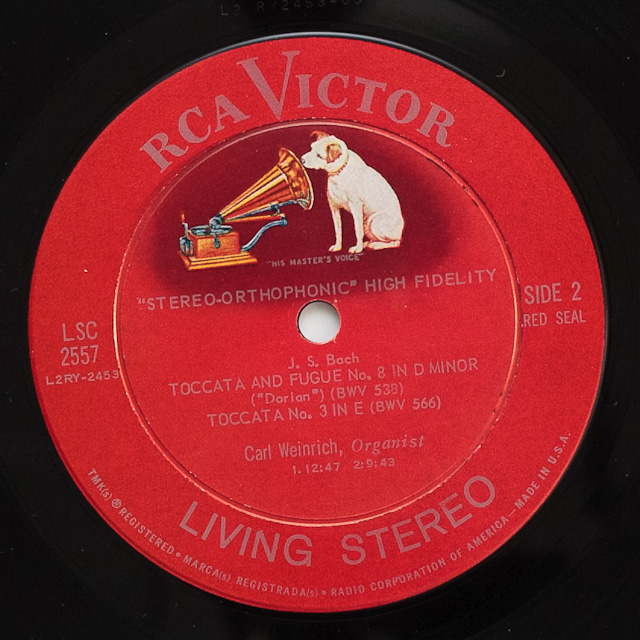 RCA VICTOR
"HIS MASTER'S VOICE"
"STEREO-ORTHOPHONIC" HIGH FIDELITY
LSC
2557
L2RY-2453
SIDE 2
RED SEAL
J. S. Bach
TOCCATA AND FUGUE No. 8 IN D MINOR
("Dorian") (BWV 538)
TOCCATA No. 3 IN E (BWV 566)
Carl Weinrich, Organist
1.12:47 2:9:43
LIVING STEREO
TMK(s) ® REGISTERED • MARCA(s) REGISTRADA(s) • RADIO CORPORATION OF AMERICA—MADE IN U.S.A.